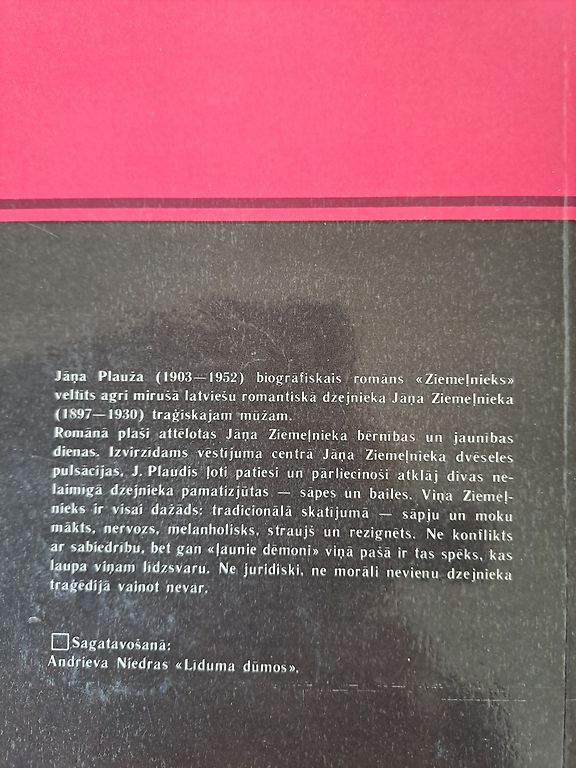 Jāņa Plauža (1903—1952) biogrāfiskais romāns «Ziemeļnieks»
veltīts agri mirušā latviešu romantiskā dzejnieka Jāņa Ziemeļnieka
(1897—1930) traģiskajam mūžam.
Romānā plaši attēlotas Jāņa Ziemeļnieka bērnības un jaunības
dienas. Izvirzīdams vēstījuma centrā Jāņa Ziemeļnieka dvēseles
pulsācijas, J. Plaudis ļoti patiesi un pārliecinoši atklāj divas ne-
laimīgā dzejnieka pamatizjūtas — sāpes un bailes. Viņa Ziemeļ-
nieks ir visai dažāds: tradicionālā skatījumā — sāpju un moku
mākts, nervozs, melanholisks, straujš un rezignēts. Ne konflikts
ar sabiedrību, bet gan «ļaunie dēmoni» viņā pašā ir tas spēks, kas
laupa viņam līdzsvaru. Ne juridiski, ne morāli nevienu dzejnieka
traģēdijā vainot nevar.
Sagatavošanā:
Andrieva Niedras «Līduma dūmos».